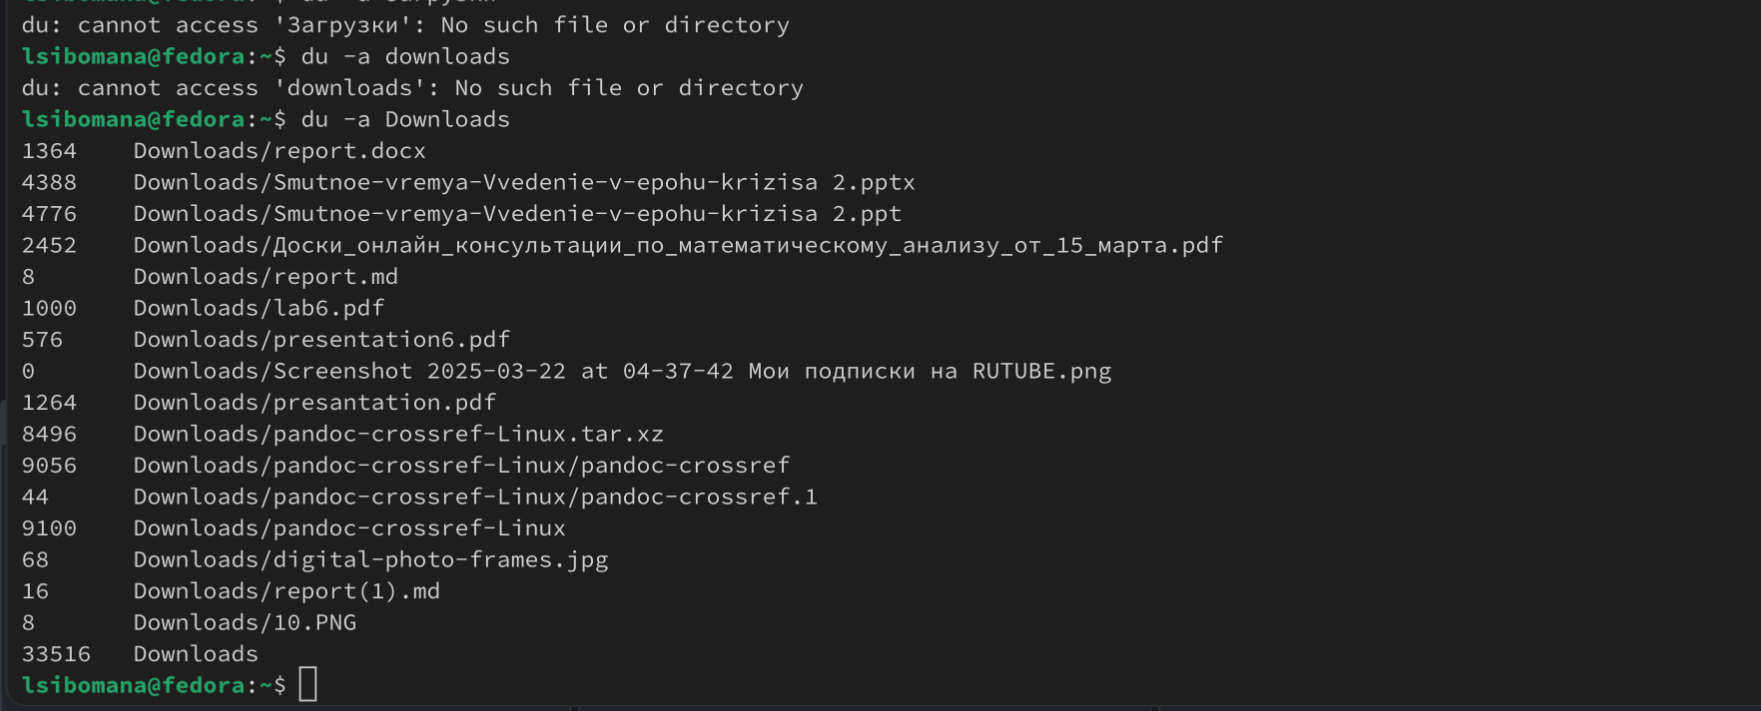 du: cannot access 'Загрузки': No such file or directory
lsibomana@fedora:~$ du -a downloads
du: cannot access 'downloads': No such file or directory
lsibomana@fedora:~$ du -a Downloads
1364    Downloads/report.docx
4388    Downloads/Smutnoe-vremya-Vvedenie-v-epohu-krizisa 2.pptx
4776    Downloads/Smutnoe-vremya-Vvedenie-v-epohu-krizisa 2.ppt
2452    Downloads/Доски_онлайн_консультации_по_математическому_анализу_от_15_марта.pdf
8       Downloads/report.md
1000    Downloads/lab6.pdf
576     Downloads/presentation6.pdf
0       Downloads/Screenshot 2025-03-22 at 04-37-42 Мои подписки на RUTUBE.png
1264    Downloads/presantation.pdf
8496    Downloads/pandoc-crossref-Linux.tar.xz
9056    Downloads/pandoc-crossref-Linux/pandoc-crossref
44      Downloads/pandoc-crossref-Linux/pandoc-crossref.1
9100    Downloads/pandoc-crossref-Linux
68      Downloads/digital-photo-frames.jpg
16      Downloads/report(1).md
8       Downloads/10.PNG
33516   Downloads
lsibomana@fedora:~$